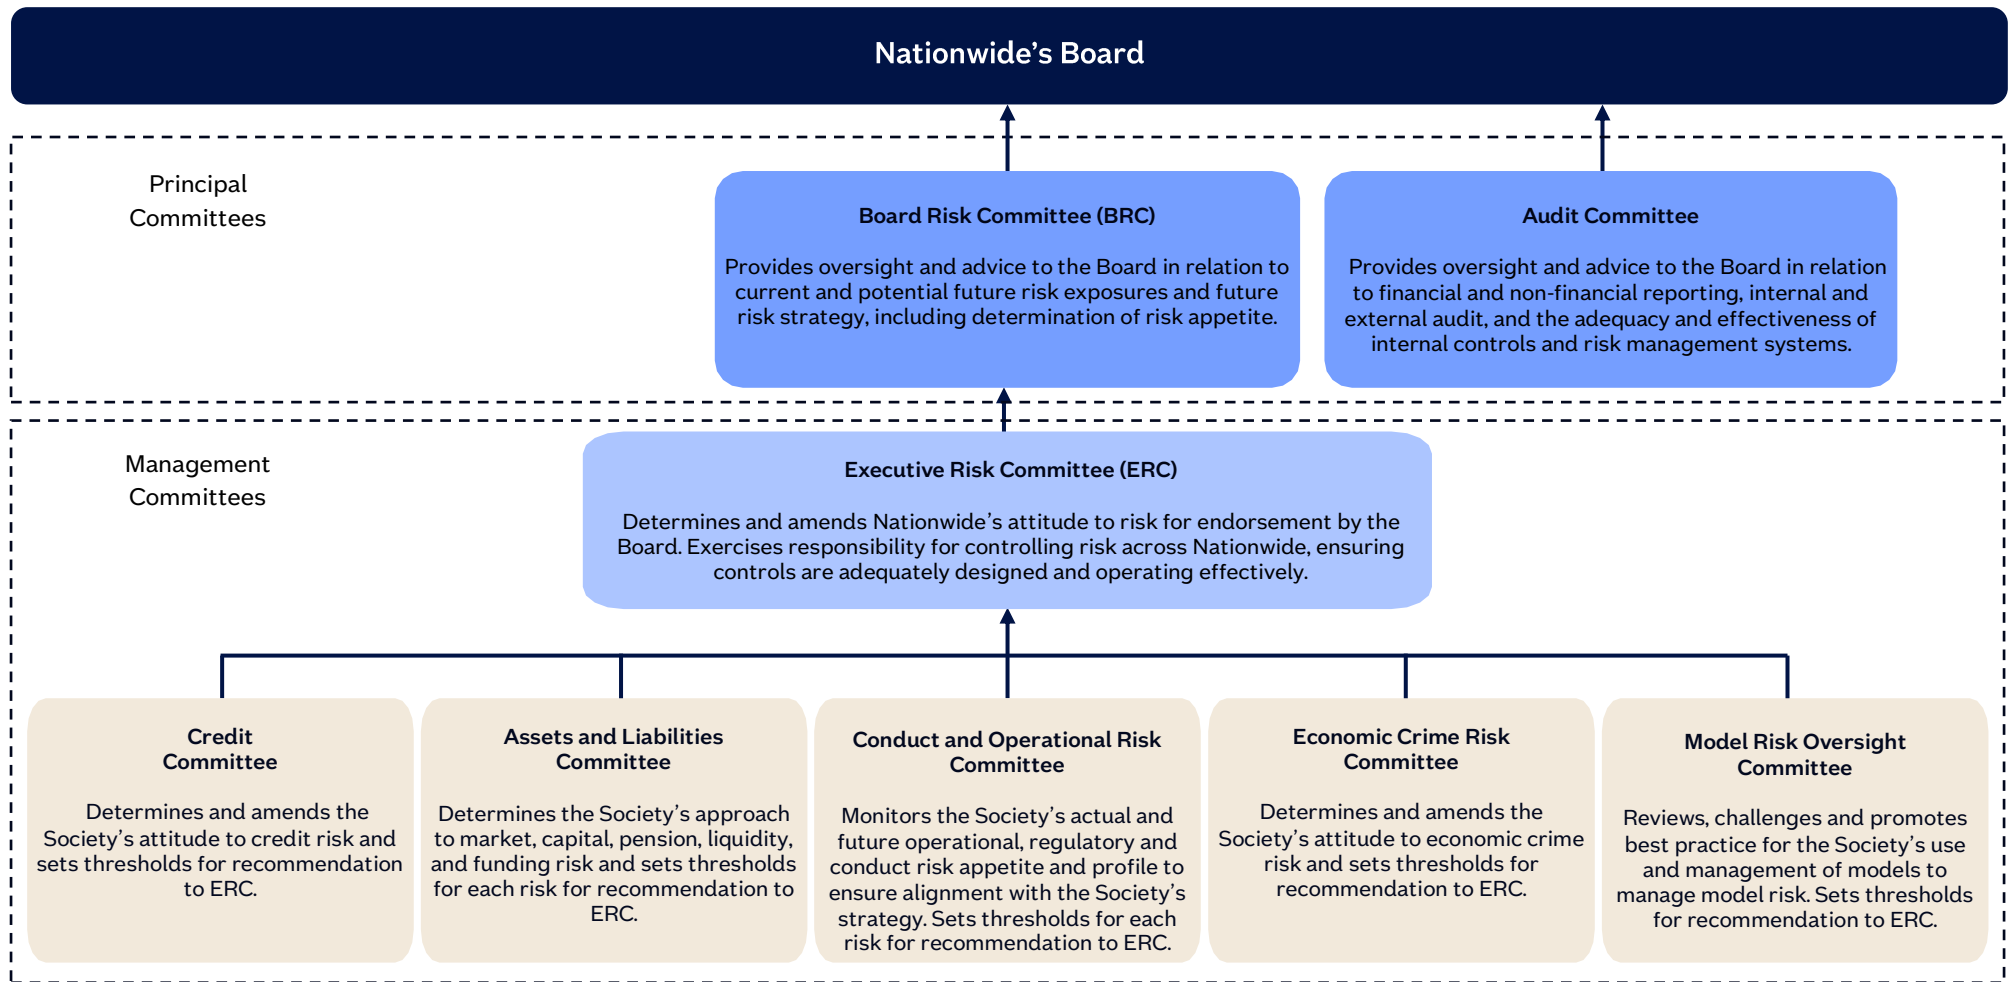 Nationwide’s Board
Principal
Committees
Board Risk Committee (BRC)
Provides oversight and advice to the Board in relation to
current and potential future risk exposures and future
risk strategy, including determination of risk appetite.
Audit Committee
Provides oversight and advice to the Board in relation
to financial and non-financial reporting, internal and
external audit, and the adequacy and effectiveness of
internal controls and risk management systems.
Management
Committees
Executive Risk Committee (ERC)
Determines and amends Nationwide’s attitude to risk for endorsement by the
Board. Exercises responsibility for controlling risk across Nationwide, ensuring
controls are adequately designed and operating effectively.
Credit
Committee
Determines and amends the
Society’s attitude to credit risk and
sets thresholds for recommendation
to ERC.
Assets and Liabilities
Committee
Determines the Society’s approach
to market, capital, pension, liquidity,
and funding risk and sets thresholds
for each risk for recommendation to
ERC.
Conduct and Operational Risk
Committee
Monitors the Society’s actual and
future operational, regulatory and
conduct risk appetite and profile to
ensure alignment with the Society’s
strategy. Sets thresholds for each
risk for recommendation to ERC.
Economic Crime Risk
Committee
Determines and amends the
Society’s attitude to economic crime
risk and sets thresholds for
recommendation to ERC.
Model Risk Oversight
Committee
Reviews, challenges and promotes
best practice for the Society’s use
and management of models to
manage model risk. Sets thresholds
for recommendation to ERC.